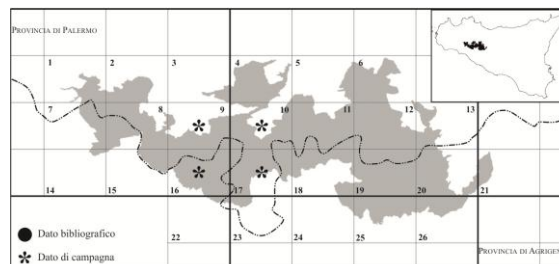 PROVINCIA DI PALERMO
1 2 3 4 5 6
7 8 9 10 11 12 13
14 15 16 17 18 19 20 21
22 23 24 25 26
Dato bibliografico
Dato di campagna
PROVINCIA DI AGRIGEN